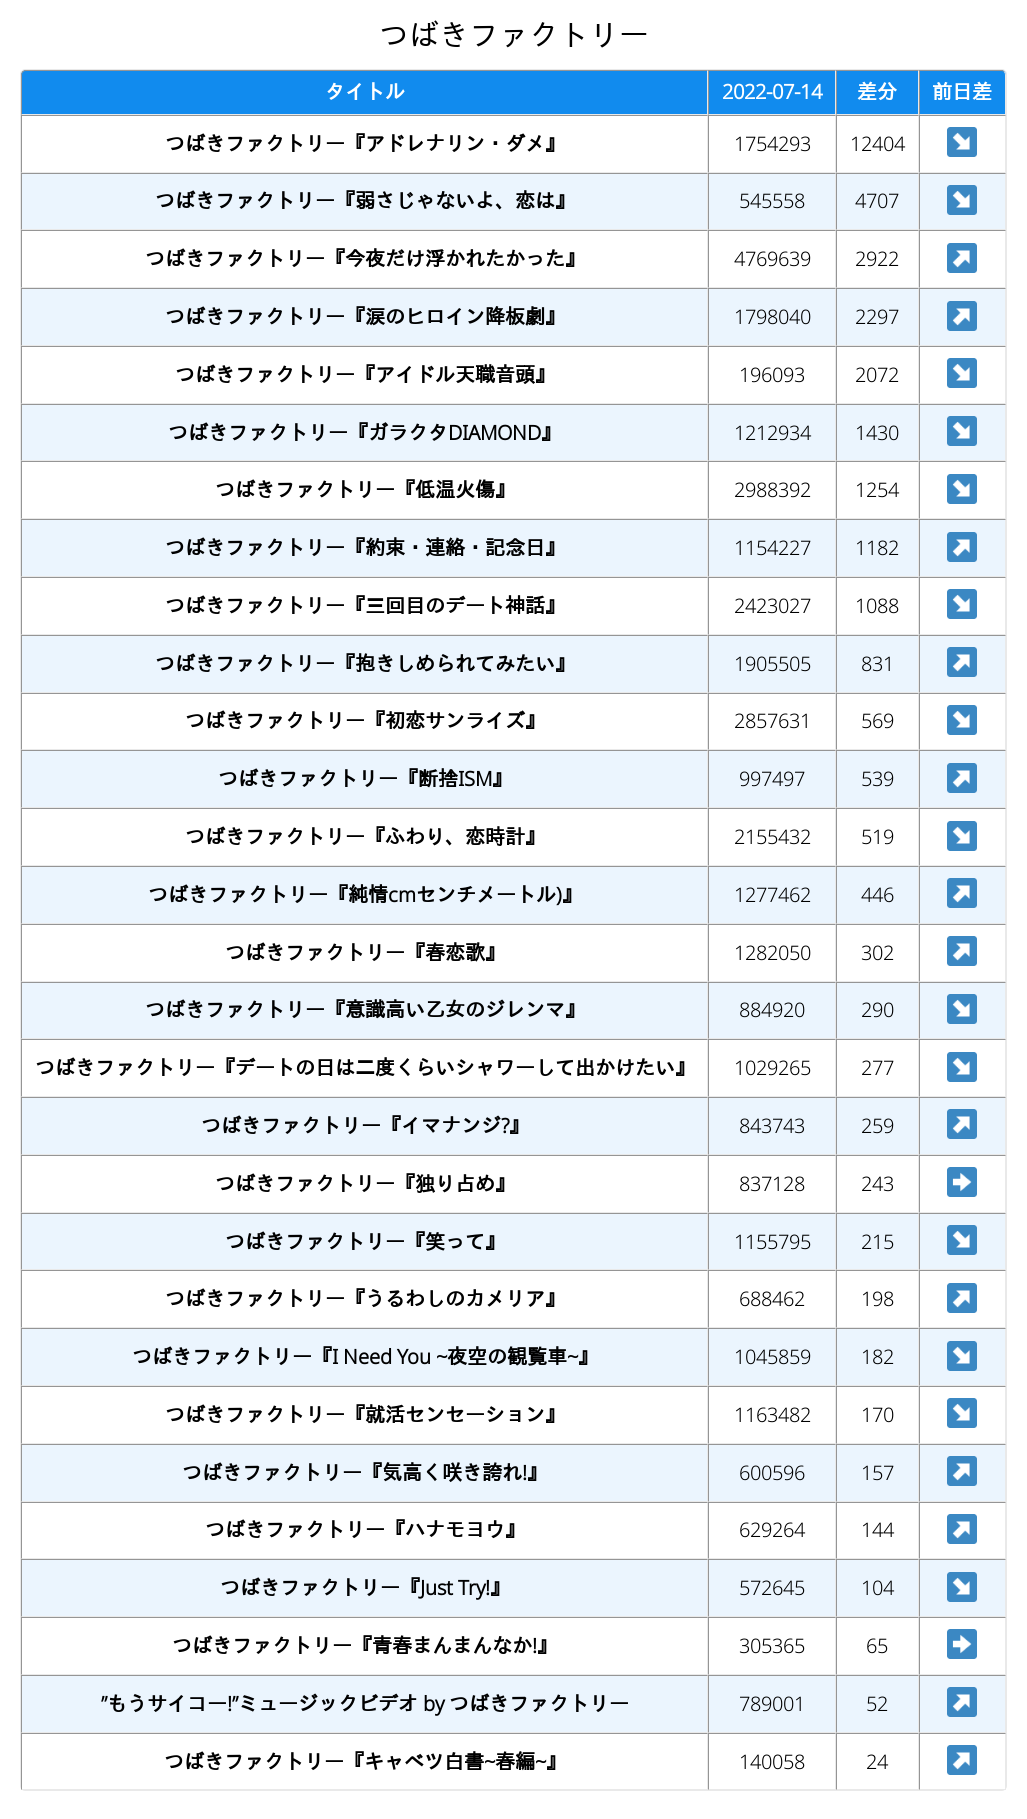 つばきファクトリー
タイトル 2022-07-14 差分 前日差
つばきファクトリー『アドレナリン・ダメ』 1754293 12404 ↘
つばきファクトリー『弱さじゃないよ、恋は』 545558 4707 ↘
つばきファクトリー『今夜だけ浮かれたかった』 4769639 2922 ↗
つばきファクトリー『涙のヒロイン降板劇』 1798040 2297 ↗
つばきファクトリー『アイドル天職音頭』 196093 2072 ↘
つばきファクトリー『ガラクタDIAMOND』 1212934 1430 ↘
つばきファクトリー『低温火傷』 2988392 1254 ↘
つばきファクトリー『約束・連絡・記念日』 1154227 1182 ↗
つばきファクトリー『三回目のデート神話』 2423027 1088 ↘
つばきファクトリー『抱きしめられてみたい』 1905505 831 ↗
つばきファクトリー『初恋サンライズ』 2857631 569 ↘
つばきファクトリー『断捨ISM』 997497 539 ↗
つばきファクトリー『ふわり、恋時計』 2155432 519 ↘
つばきファクトリー『純情cmセンチメートル)』 1277462 446 ↗
つばきファクトリー『春恋歌』 1282050 302 ↗
つばきファクトリー『意識高い乙女のジレンマ』 884920 290 ↘
つばきファクトリー『デートの日は二度くらいシャワーして出かけたい』 1029265 277 ↘
つばきファクトリー『イマナンジ?』 843743 259 ↗
つばきファクトリー『独り占め』 837128 243 ➡
つばきファクトリー『笑って』 1155795 215 ↘
つばきファクトリー『うるわしのカメリア』 688462 198 ↗
つばきファクトリー『I Need You ~夜空の観覧車~』 1045859 182 ↘
つばきファクトリー『就活センセーション』 1163482 170 ↘
つばきファクトリー『気高く咲き誇れ!』 600596 157 ↗
つばきファクトリー『ハナモヨウ』 629264 144 ↗
つばきファクトリー『Just Try!』 572645 104 ↘
つばきファクトリー『青春まんまんなか!』 305365 65 ➡
”もうサイコー!”ミュージックビデオ by つばきファクトリー 789001 52 ↗
つばきファクトリー『キャベツ白書~春編~』 140058 24 ↗